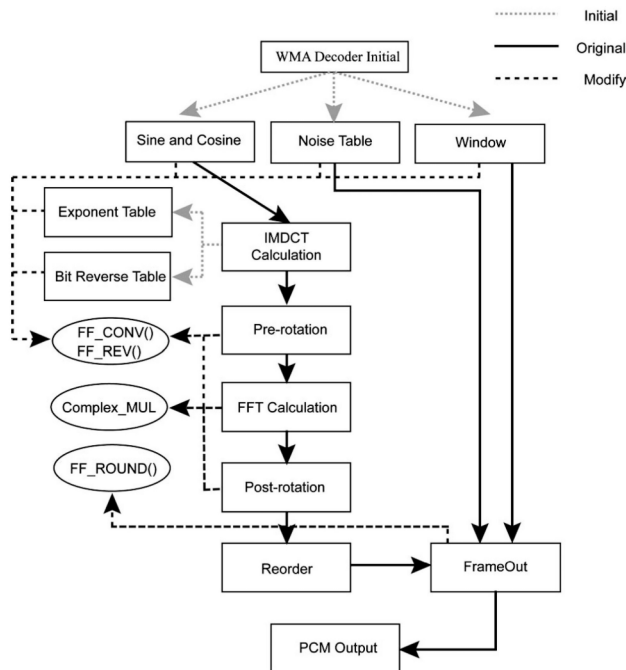 Initial
Original
Modify
WMA Decoder Initial
Sine and Cosine
Noise Table
Window
Exponent Table
IMDCT
Calculation
Bit Reverse Table
FF_CONV()
FF_REV()
Pre-rotation
Complex_MUL
FFT Calculation
FF_ROUND()
Post-rotation
Reorder
FrameOut
PCM Output